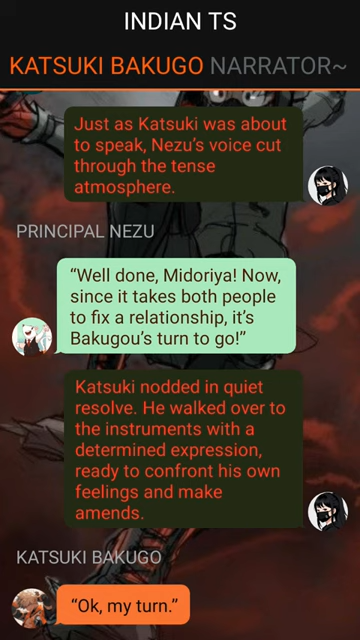 INDIAN TS
KATSUKI BAKUGO NARRATOR~
Just as Katsuki was about
to speak, Nezu’s voice cut
through the tense
atmosphere.
PRINCIPAL NEZU
“Well done, Midoriya! Now,
since it takes both people
to fix a relationship, it’s
Bakugou’s turn to go!”
Katsuki nodded in quiet
resolve. He walked over to
the instruments with a
determined expression,
ready to confront his own
feelings and make
amends.
KATSUKI BAKUGO
“Ok, my turn.”